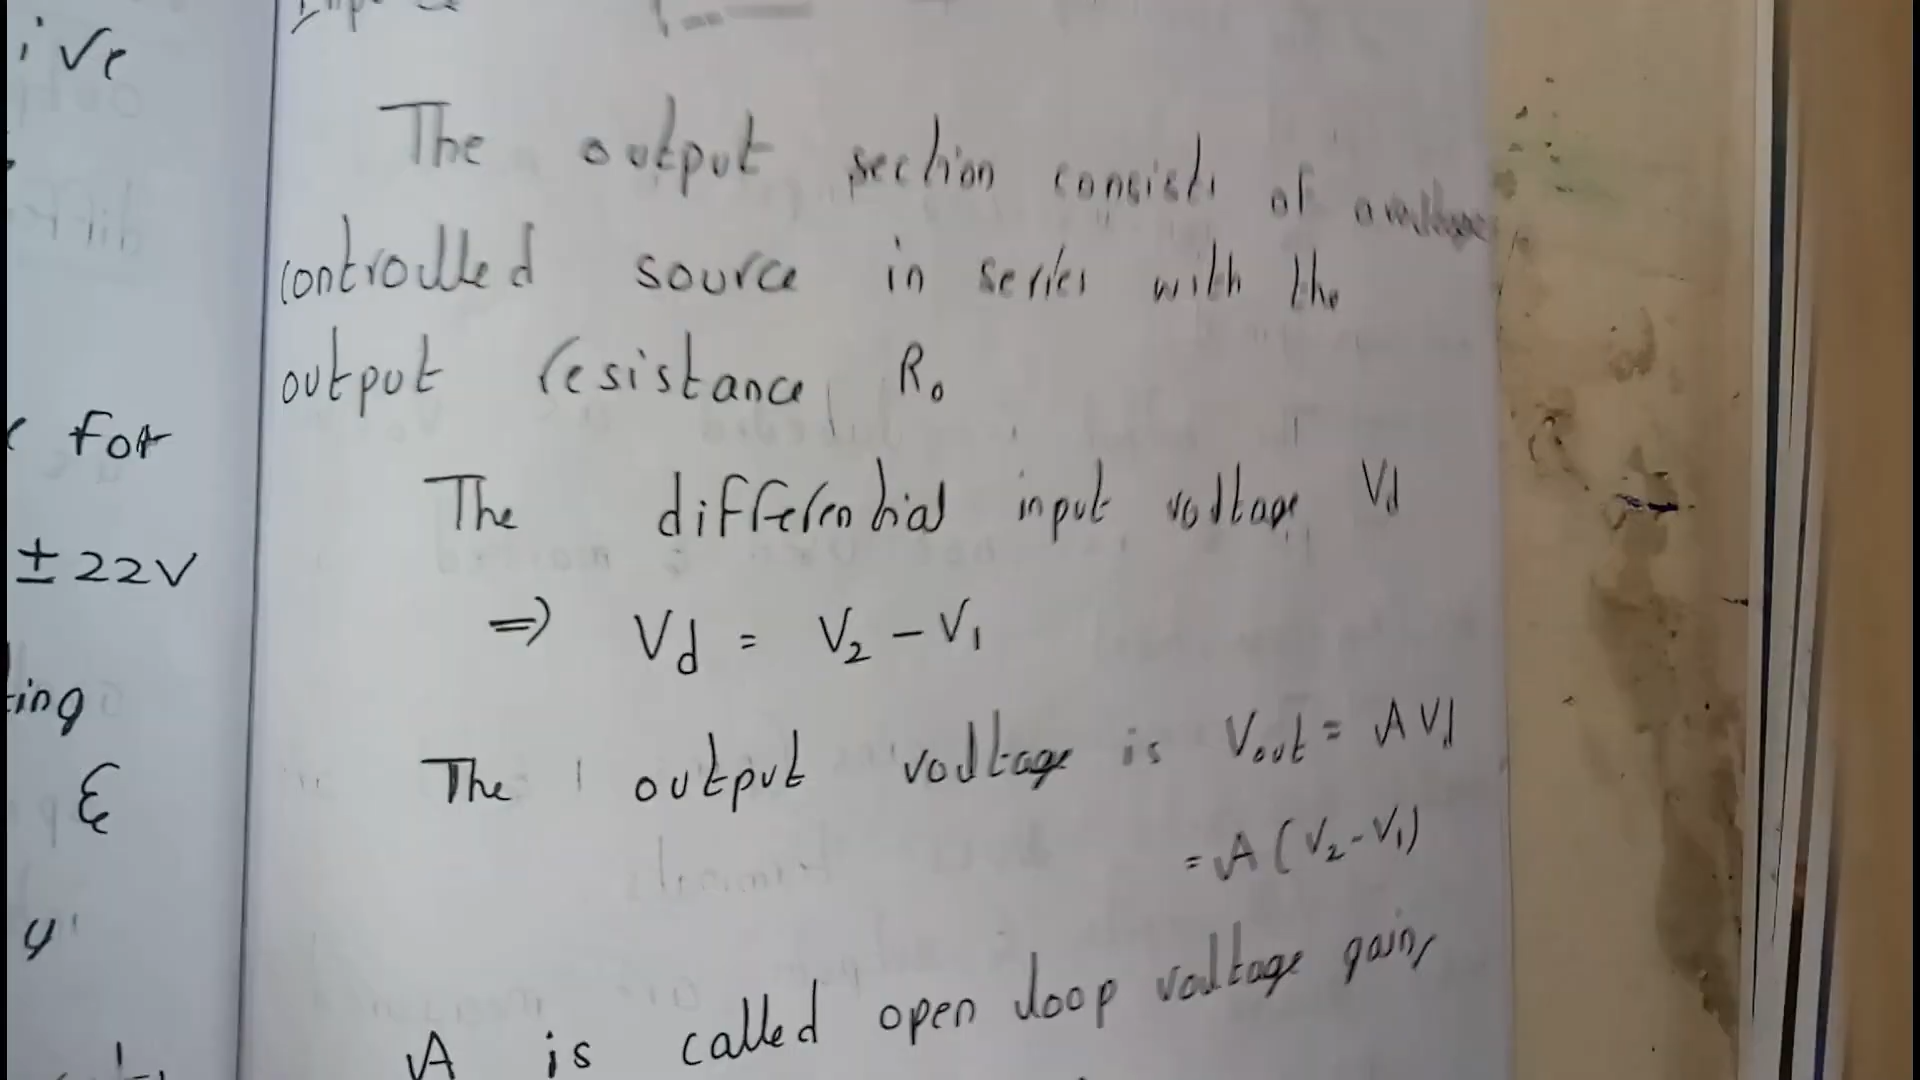 ive
for
±22V
ting
&
y
The output section consists of a voltage
controlled source in series with the
output resistance Ro
The differential input voltage Vd
⇒ Vd = V2 - V1
The output voltage is Vout = AVd
= A(V2-V1)
A is called open loop voltage gain,